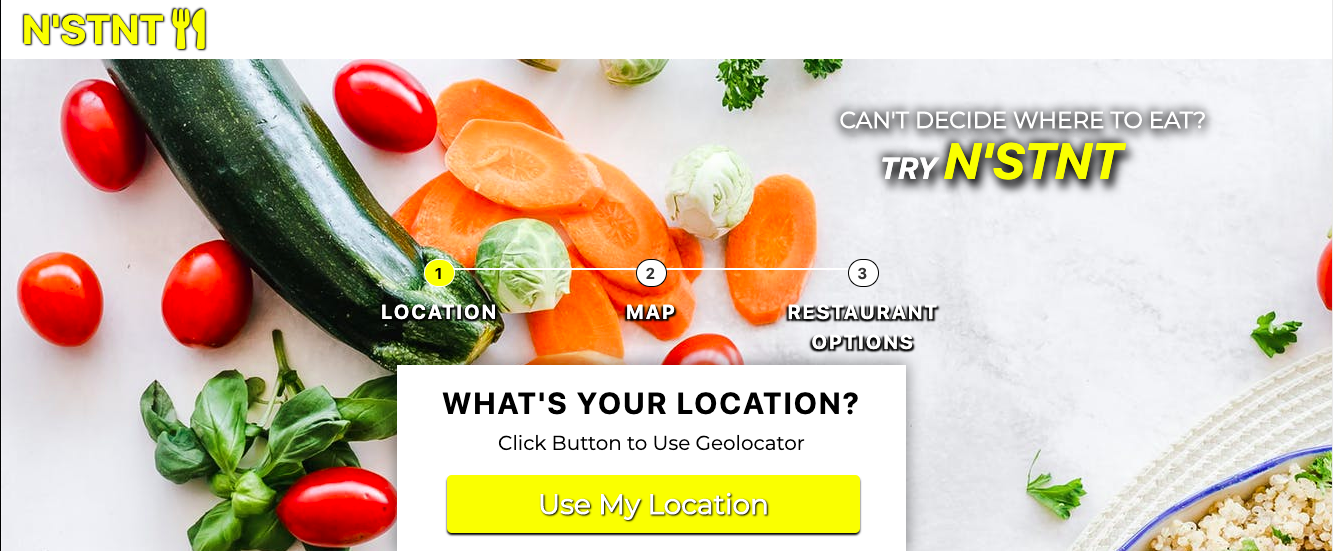 N'STNT
CAN'T DECIDE WHERE TO EAT?
TRY N'STNT
1
2
3
LOCATION
MAP
RESTAURANT
OPTIONS
WHAT'S YOUR LOCATION?
Click Button to Use Geolocator
Use My Location